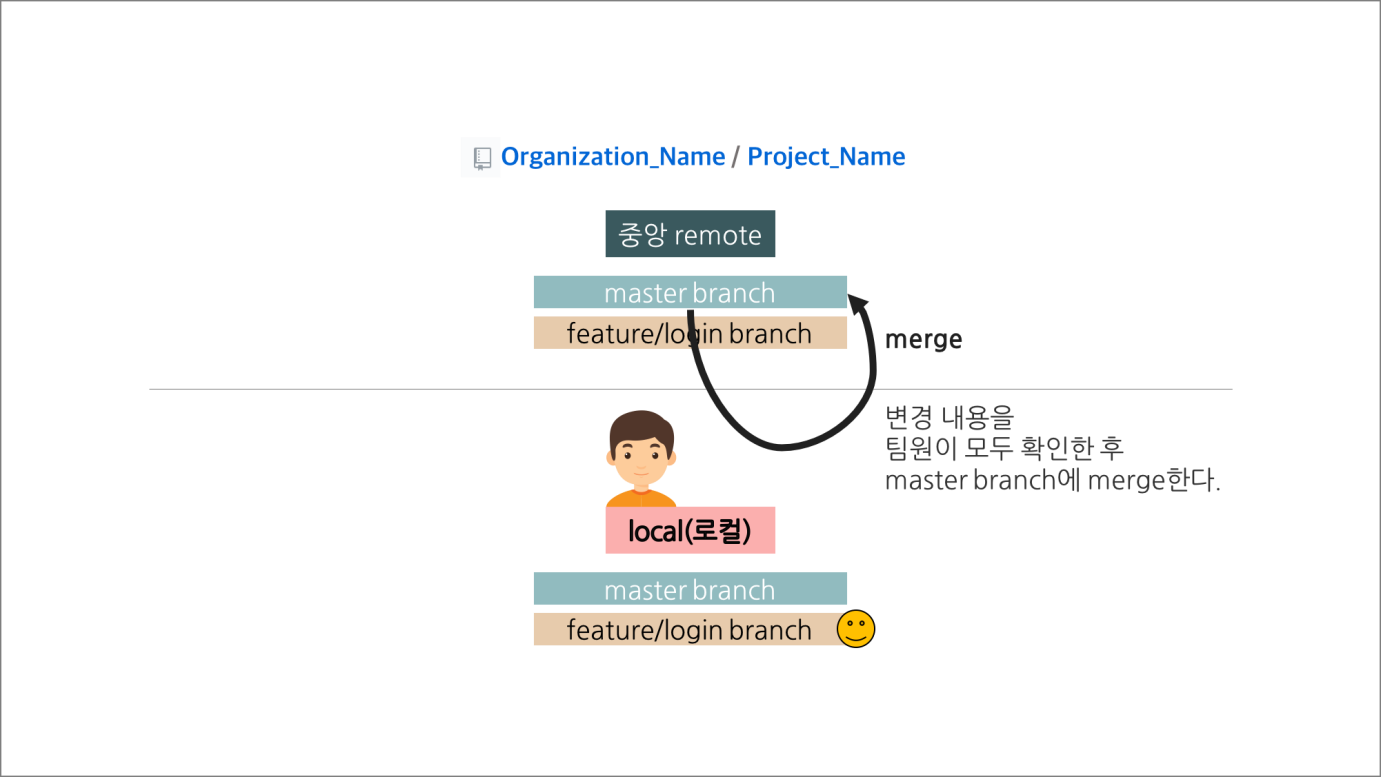 Organization_Name / Project_Name
중앙 remote
master branch
feature/login branch
merge
변경 내용을
팀원이 모두 확인한 후
master branch에 merge한다.
local(로컬)
master branch
feature/login branch